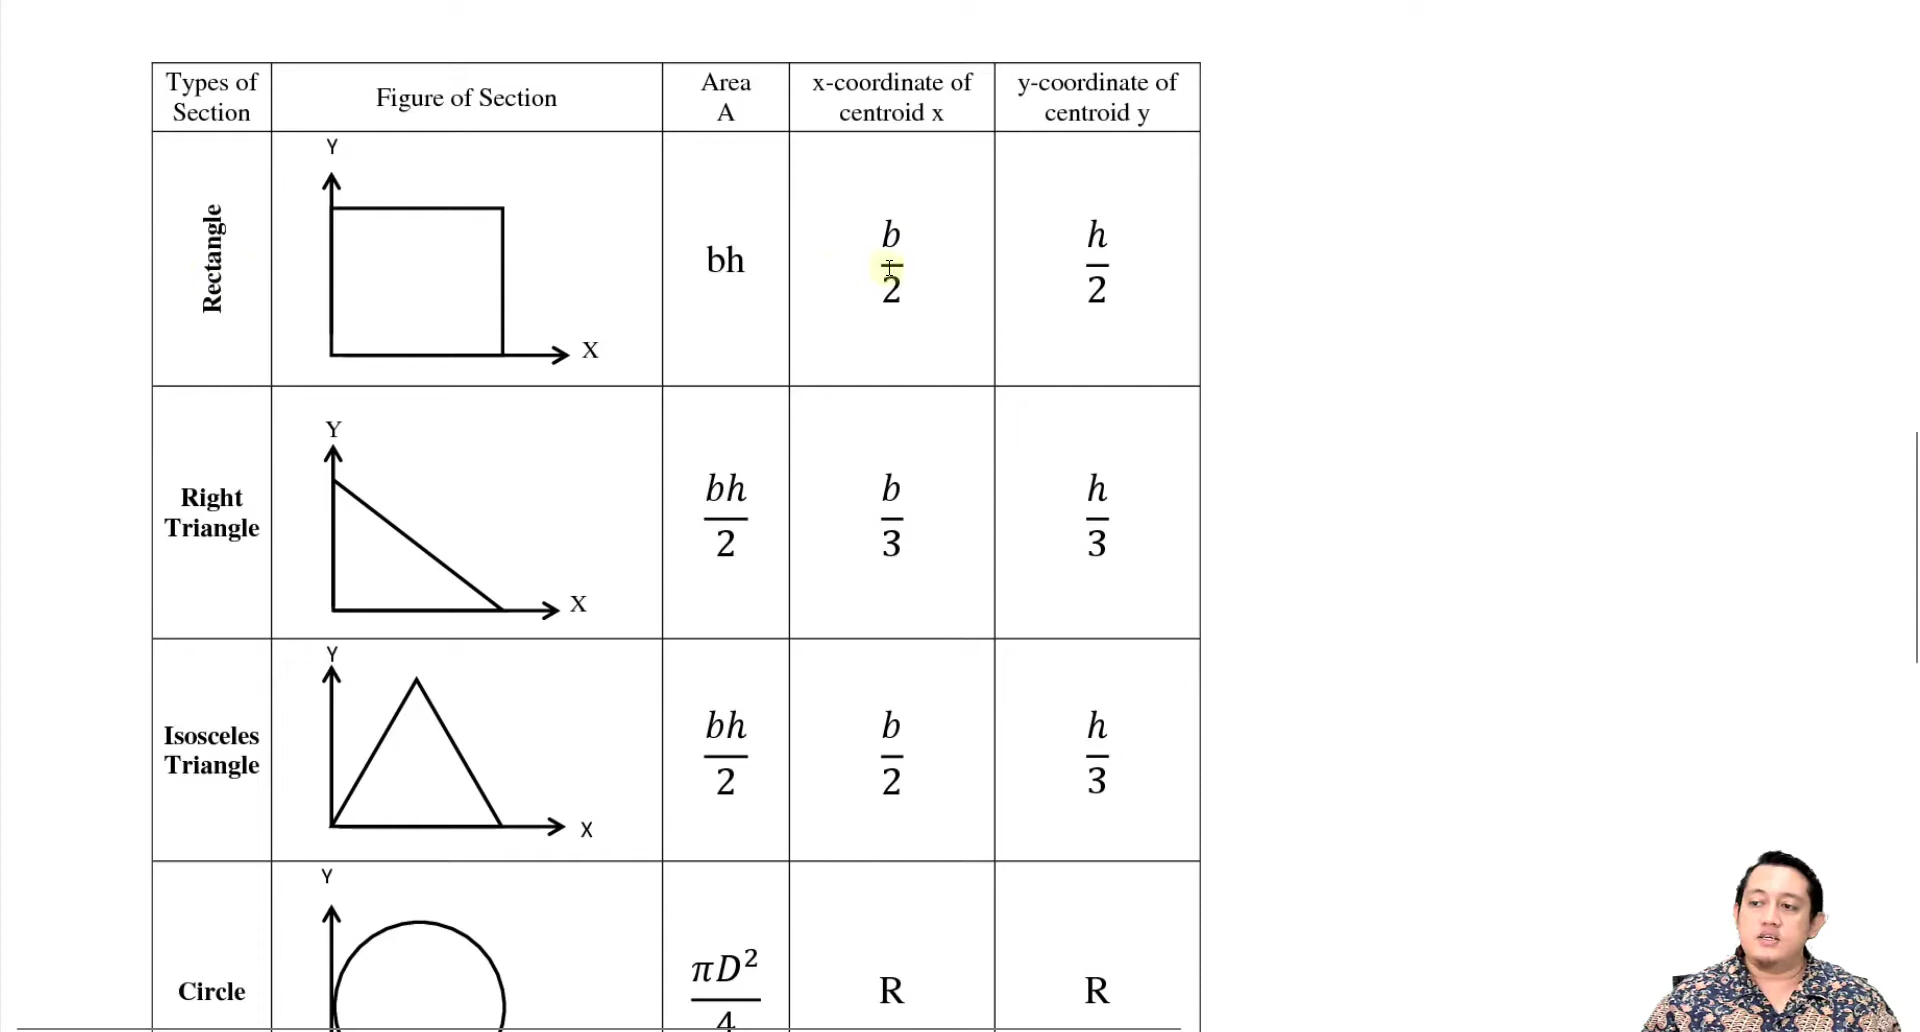 Types of
Section
Figure of Section
Area
A
x-coordinate of
centroid x
y-coordinate of
centroid y
Rectangle
Y
X
bh
b
2
h
2
Right
Triangle
Y
X
bh
2
b
3
h
3
Isosceles
Triangle
Y
X
bh
2
b
2
h
3
Circle
Y
πD²
4
R
R